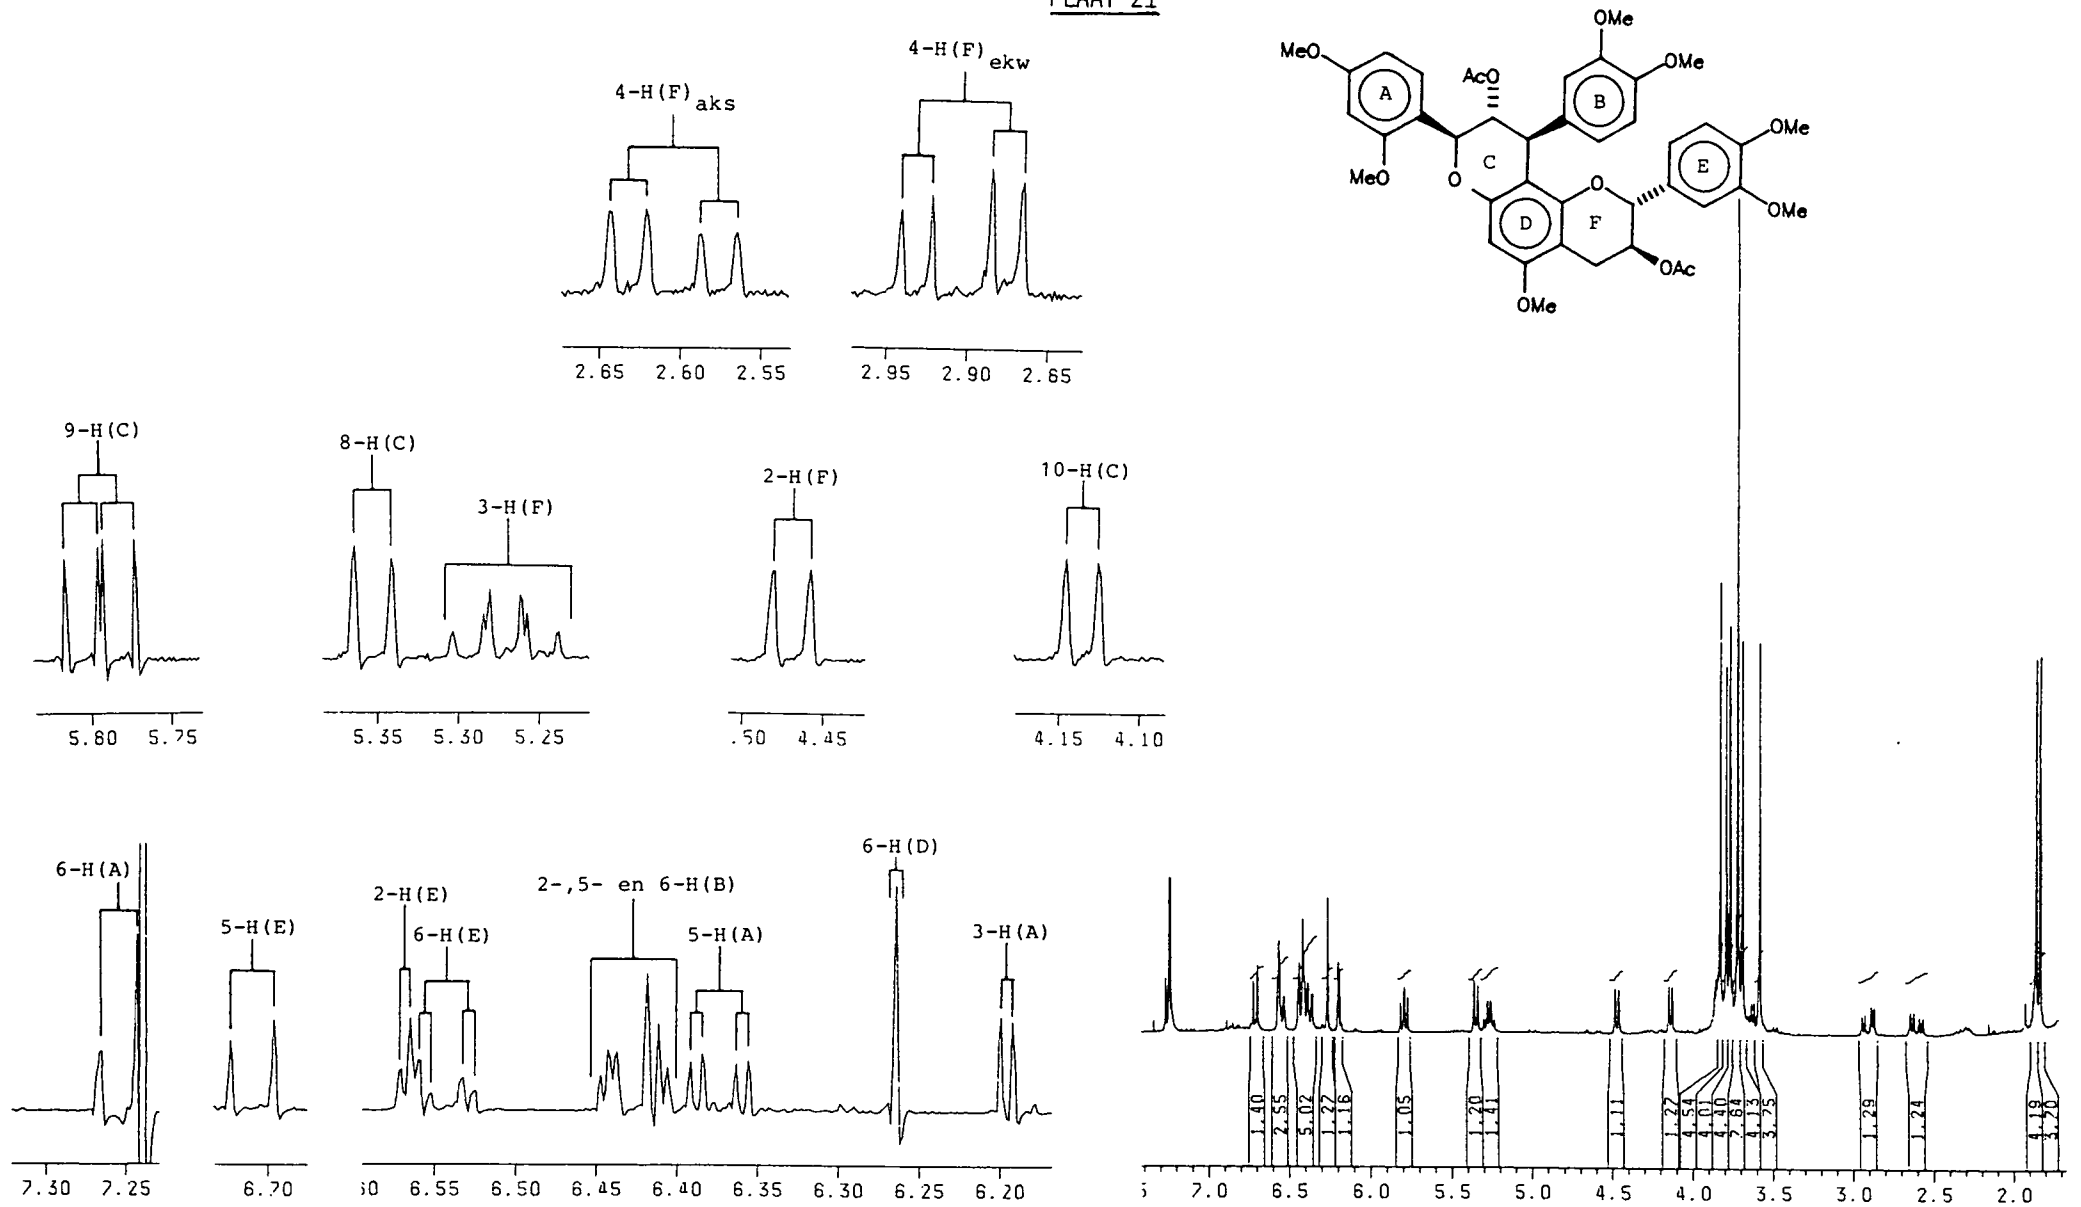 PLAAT 21
4-H(F)aks
4-H(F)ekw
2.65 2.60 2.55
2.95 2.90 2.85
OMe
MeO
AcO
OMe
A
B
OMe
C
E
MeO
O
O
OMe
D
F
OAc
OMe
9-H(C)
8-H(C)
3-H(F)
2-H(F)
10-H(C)
5.80 5.75
5.35 5.30 5.25
.50 4.45
4.15 4.10
6-H(A)
5-H(E)
2-H(E)
6-H(E)
2-,5- en 6-H(B)
5-H(A)
6-H(D)
3-H(A)
7.30 7.25
6.70
50 6.55 6.50 6.45 6.40 6.35 6.30 6.25 6.20
1.40 2.55 5.02 1.27 1.16 1.05 1.20 1.41 1.11 1.27 4.54 4.01 4.40 7.64 4.13 3.75 1.29 1.24 4.19 3.70
5 7.0 6.5 6.0 5.5 5.0 4.5 4.0 3.5 3.0 2.5 2.0